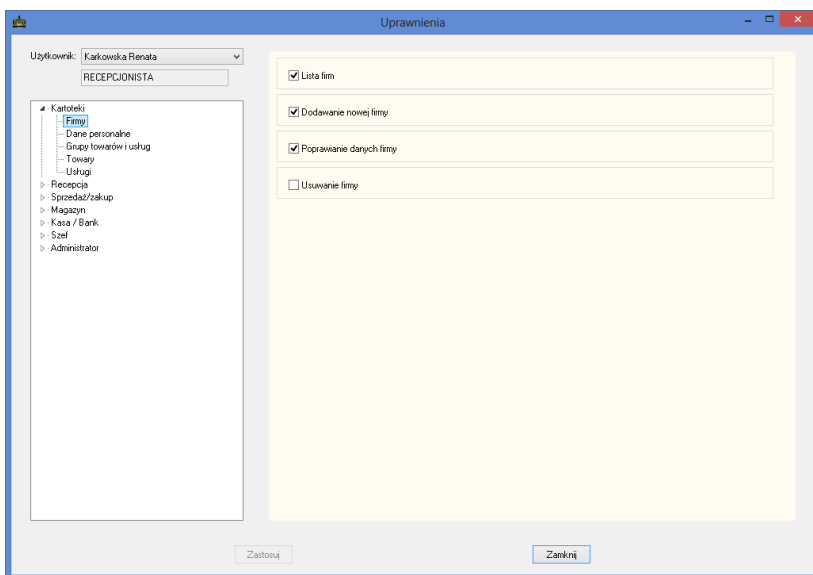 Uprawnienia
Użytkownik: Karkowska Renata
RECEPCJONISTA
Kartoteki
Firmy
Dane personalne
Grupy towarów i usług
Towary
Usługi
Recepcja
Sprzedaż/zakup
Magazyn
Kasa / Bank
Szef
Administrator
Lista firm
Dodawanie nowej firmy
Poprawianie danych firmy
Usuwanie firmy
Zastosuj
Zamknij